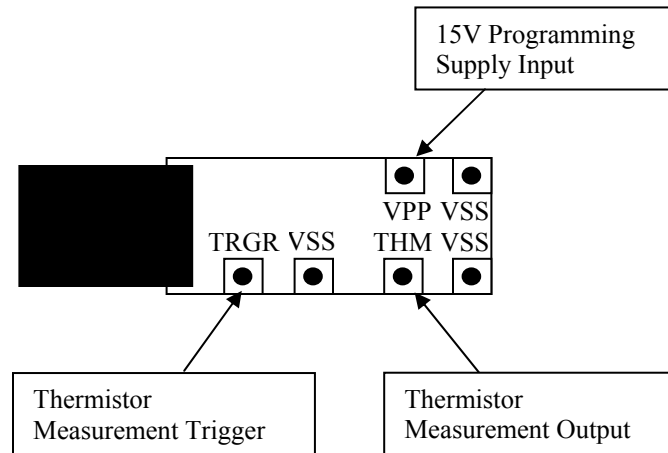 15V Programming
Supply Input
VPP VSS
TRGR VSS THM VSS
Thermistor
Measurement Trigger
Thermistor
Measurement Output